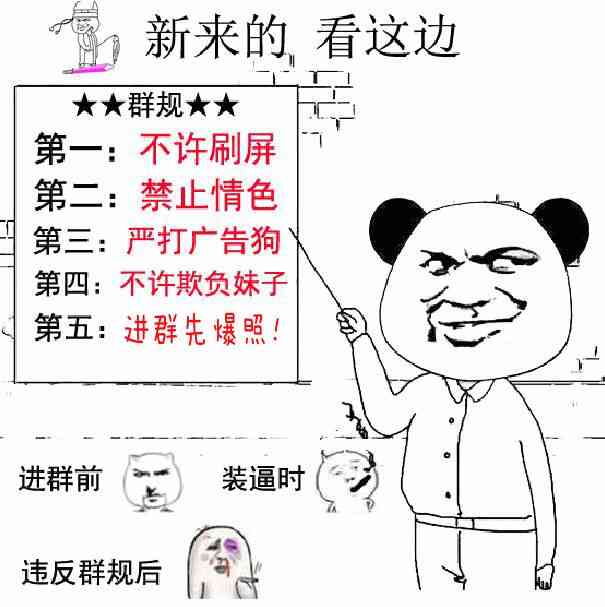 新来的 看这边
★★群规★★
第一：不许刷屏
第二：禁止情色
第三：严打广告狗
第四：不许欺负妹子
第五：进群先爆照！
进群前 装逼时
违反群规后